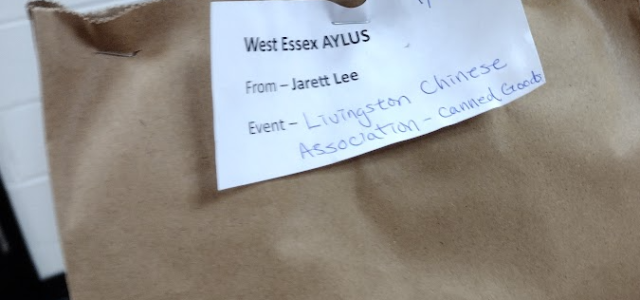 West Essex AYLUS
From – Jarett Lee
Event – Livingston Chinese
Association – Canned Goods